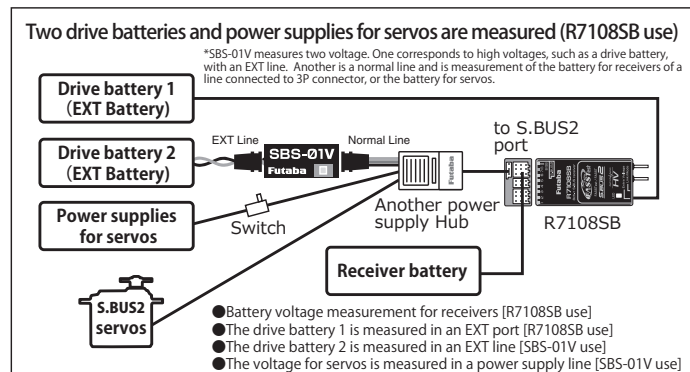 Two drive batteries and power supplies for servos are measured (R7108SB use)
*SBS-01V measures two voltage. One corresponds to high voltages, such as a drive battery,
with an EXT line. Another is a normal line and is measurement of the battery for receivers of a
line connected to 3P connector, or the battery for servos.
Drive battery 1
(EXT Battery)
Drive battery 2
(EXT Battery)
EXT Line
SBS-01V
Futaba
Normal Line
to S.BUS2
port
Futaba
Futaba
R7108SB
FASSTest
S.BUS2
HV
Power supplies
for servos
Switch
Another power
supply Hub
R7108SB
Receiver battery
S.BUS2
servos
●Battery voltage measurement for receivers [R7108SB use]
●The drive battery 1 is measured in an EXT port [R7108SB use]
●The drive battery 2 is measured in an EXT line [SBS-01V use]
●The voltage for servos is measured in a power supply line [SBS-01V use]